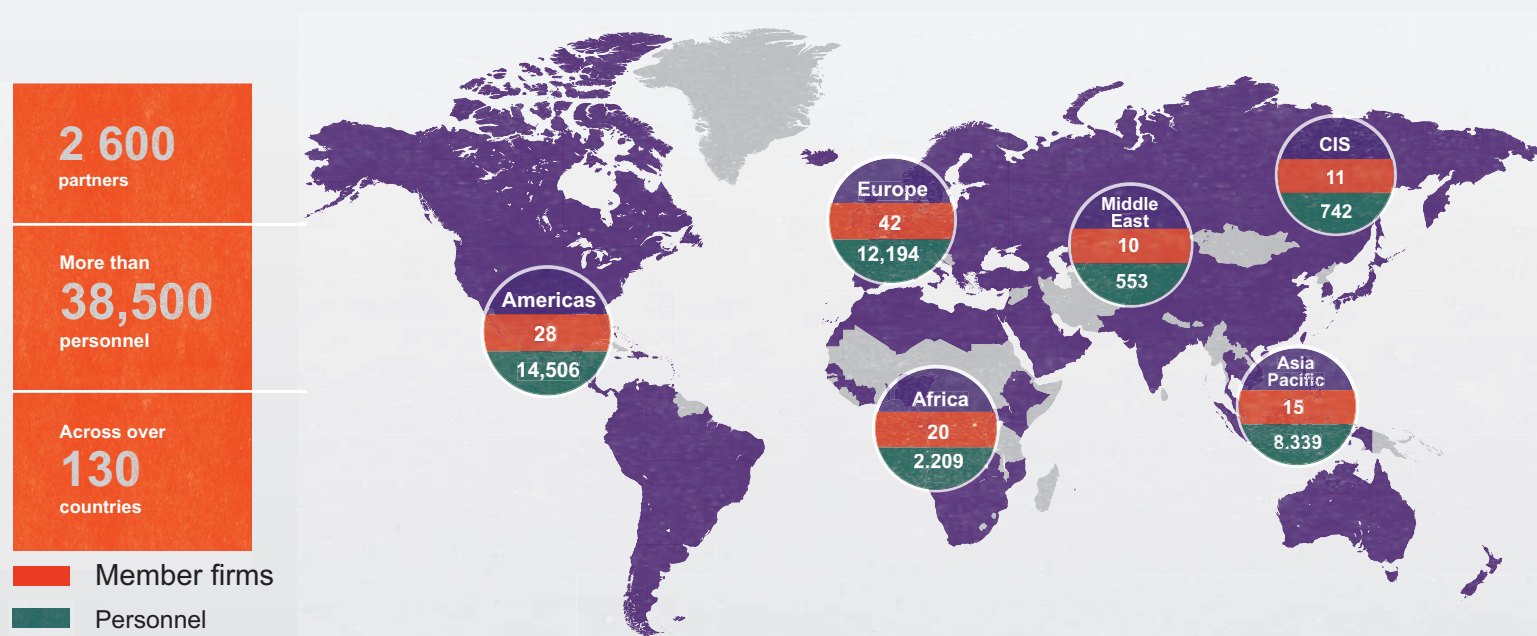 2 600
partners
More than
38,500
personnel
Across over
130
countries
Member firms
Personnel
Americas
28
14,506
Europe
42
12,194
Africa
20
2.209
Middle
East
10
553
CIS
11
742
Asia
Pacific
15
8.339